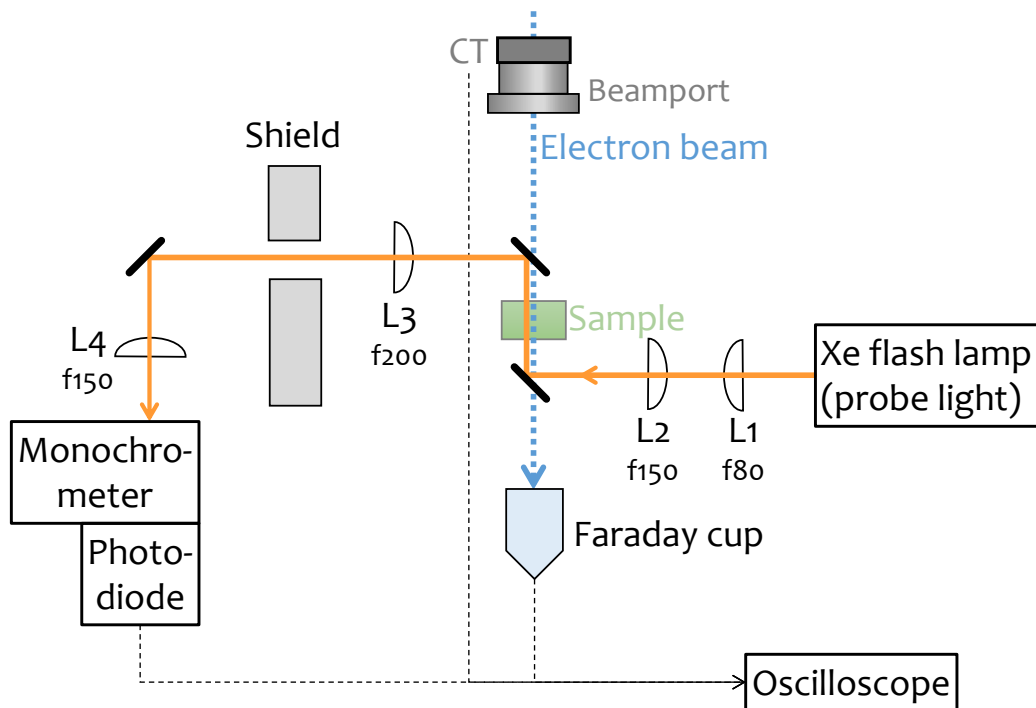 CT
Beamport
Electron beam
Shield
L3
f200
Sample
L4
f150
Xe flash lamp
(probe light)
L2
f150
L1
f80
Monochro-
meter
Photo-
diode
Faraday cup
Oscilloscope